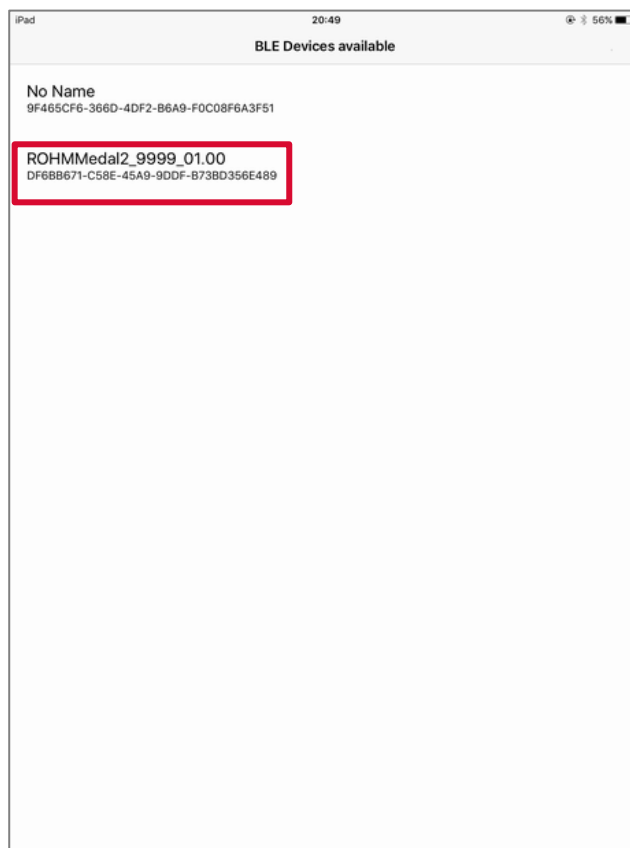 iPad 20:49 56%
BLE Devices available
No Name
9F465CF6-366D-4DF2-B6A9-F0C08F6A3F51
ROHMMedal2_9999_01.00
DF6BB671-C58E-45A9-9DDF-B73BD356E489